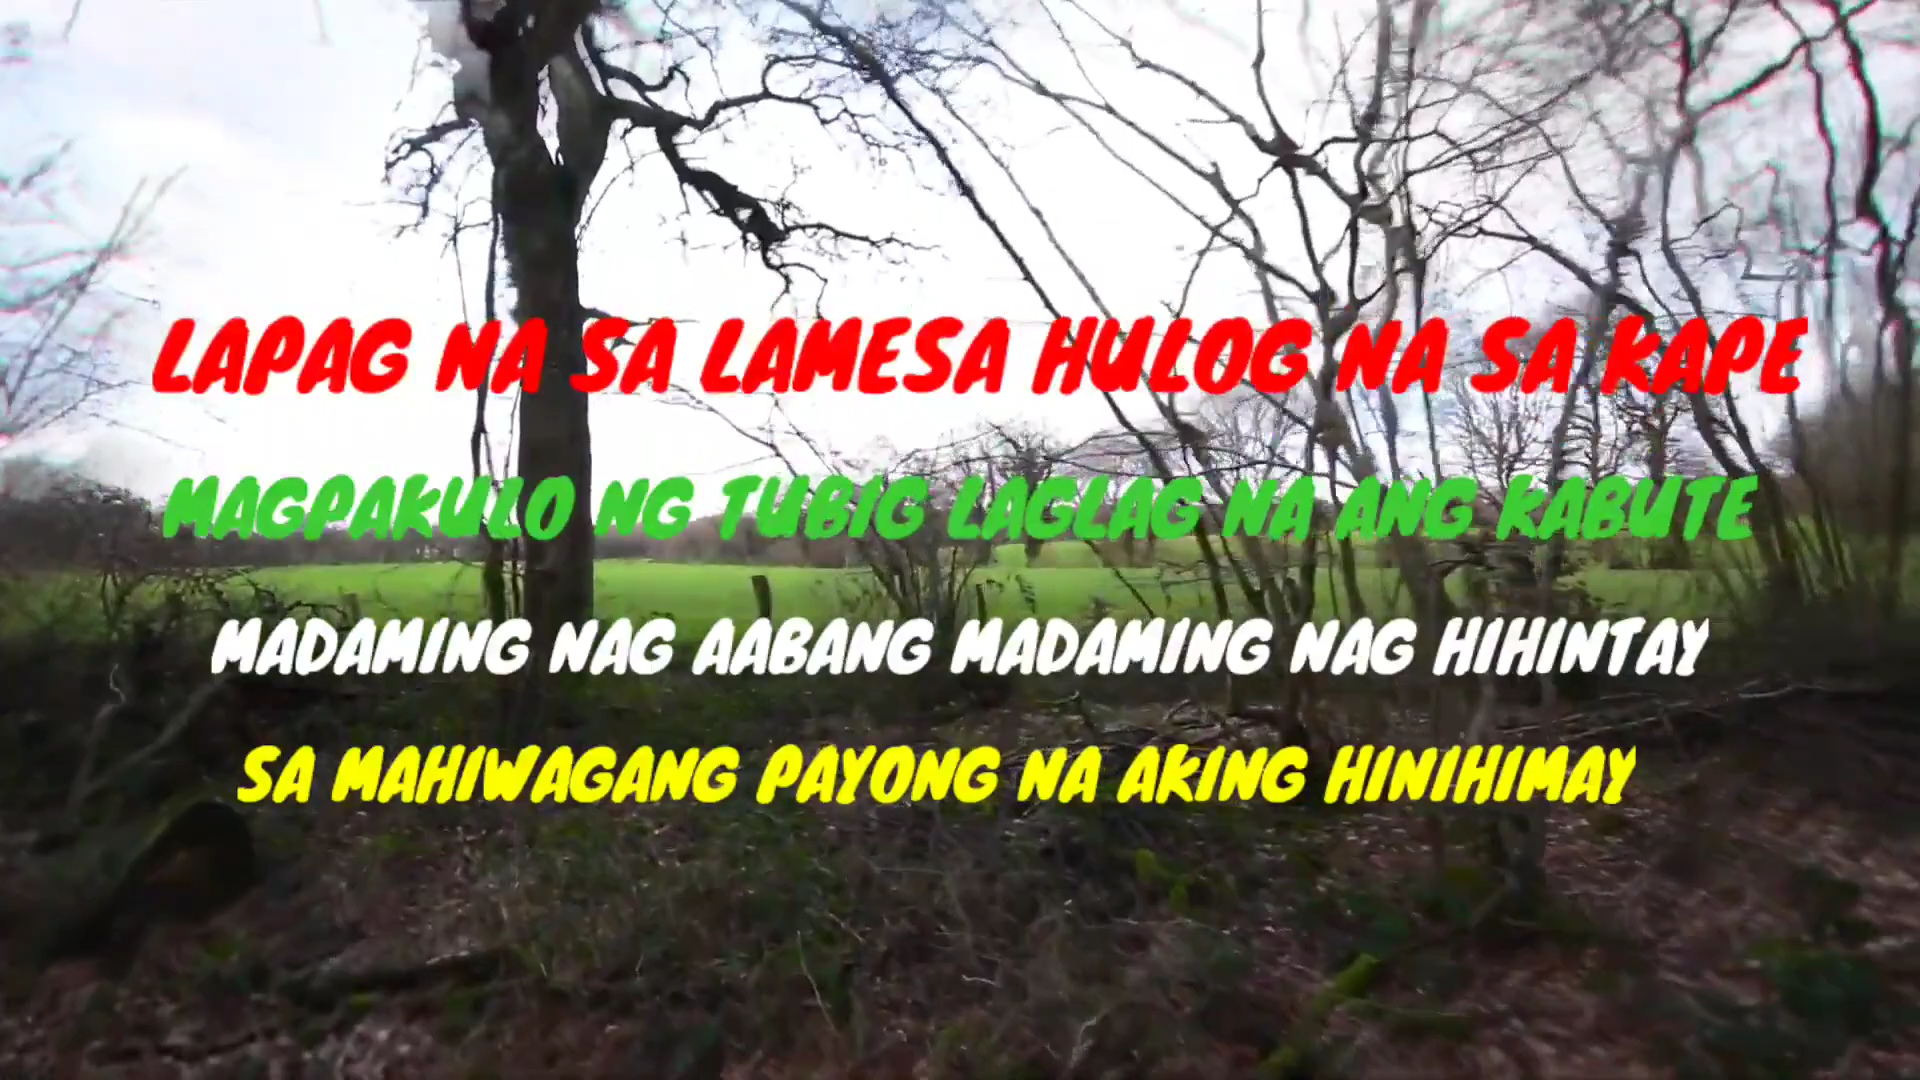 LAPAG NA SA LAMESA HULOG NA SA KAPE
MAGPAKULO NG TUBIG LAGLAG NA ANG KABUTE
MADAMING NAG AABANG MADAMING NAG HIHINTAY
SA MAHIWAGANG PAYONG NA AKING HINIHIMAY